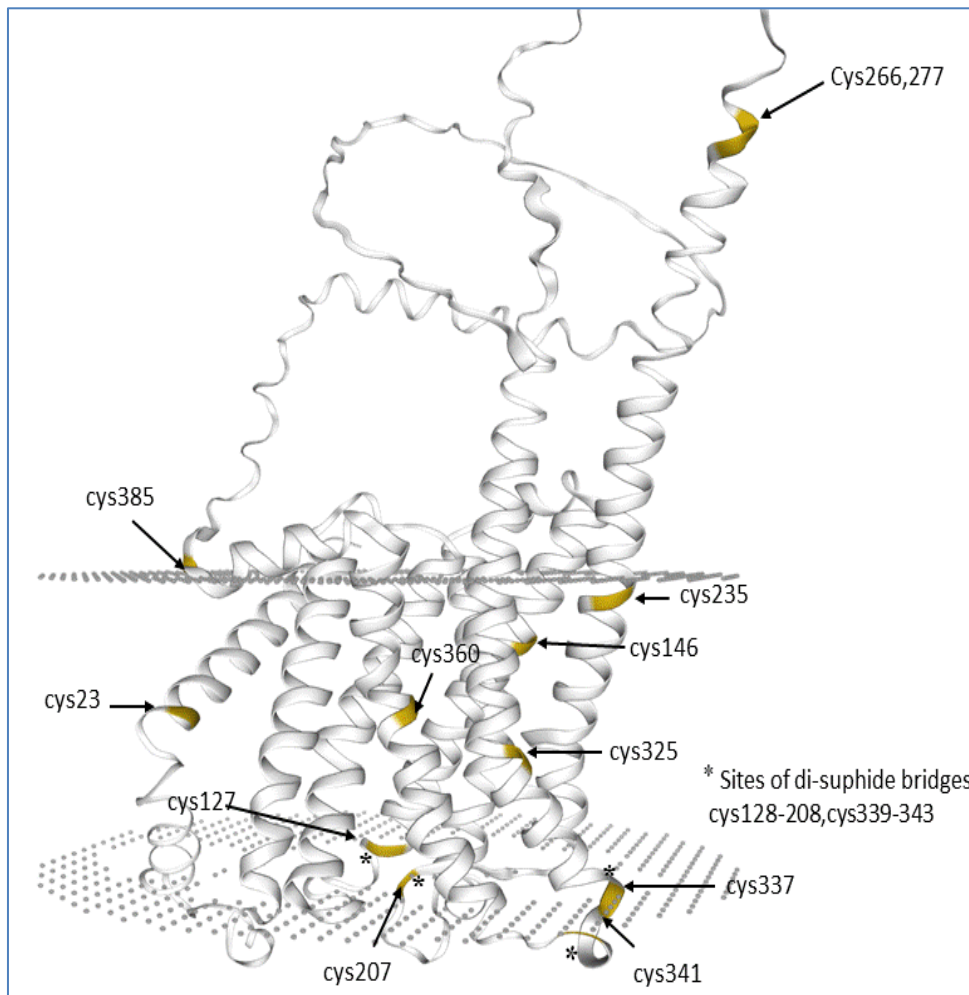 Cys266,277
cys385
cys235
cys146
cys360
cys23
cys325
* Sites of di-suphide bridges
cys128-208,cys339-343
cys127
*
*
*
cys337
*
cys207
cys341